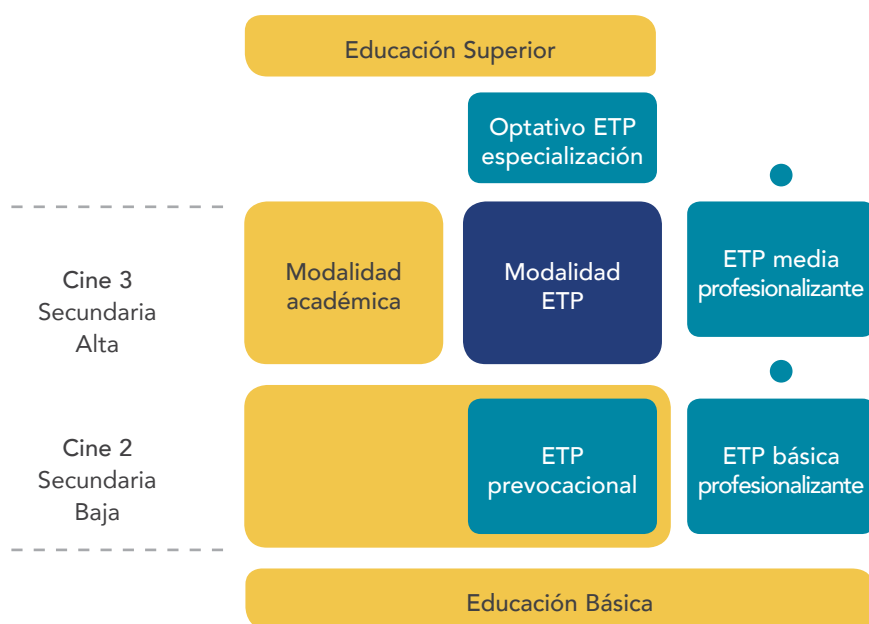 Educación Superior
Optativo ETP
especialización
Cine 3
Secundaria
Alta
Modalidad
académica
Modalidad
ETP
ETP media
profesionalizante
Cine 2
Secundaria
Baja
ETP
prevocacional
ETP básica
profesionalizante
Educación Básica